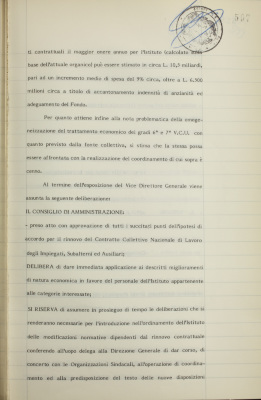 ti contrattuali il maggior onere annuo per l'Istituto (calcolato sulla
base dell'attuale organico) può essere stimato in circa L. 10,5 miliardi,
pari ad un incremento medio di spesa del 9% circa, oltre a L. 6.500
milioni circa a titolo di accantonamento indennità di anzianità ed
adeguamento del Fondo.
Per quanto attiene infine alla nota problematica della omoge-
neizzazione del trattamento economico dei gradi 6° e 7° V.C.I.S. con
quanto previsto dalla fonte collettiva, si stima che la stessa possa
essere affrontata con la realizzazione del coordinamento di cui sopra è
cenno.
Al termine dell'esposizione del Vice Direttore Generale viene
assunta la seguente deliberazione:
IL CONSIGLIO DI AMMINISTRAZIONE:
- preso atto con approvazione di tutti i suscitati punti dell'ipotesi di
accordo per il rinnovo del Contratto Collettivo Nazionale di Lavoro
degli Impiegati, Subalterni ed Ausiliari;
DELIBERA di dare immediata applicazione ai descritti miglioramenti
di natura economica in favore del personale dell'Istituto appartenente
alle categorie interessate;
SI RISERVA di assumere in prosieguo di tempo le deliberazioni che si
renderanno necessarie per l'introduzione nell'ordinamento dell'Istituto
delle modificazioni normative dipendenti dal rinnovo contrattuale
conferendo all'uopo delega alla Direzione Generale di dar corso, di
concerto con le Organizzazioni Sindacali, all'operazione di coordina-
mento ed alla predisposizione del testo delle nuove disposizioni